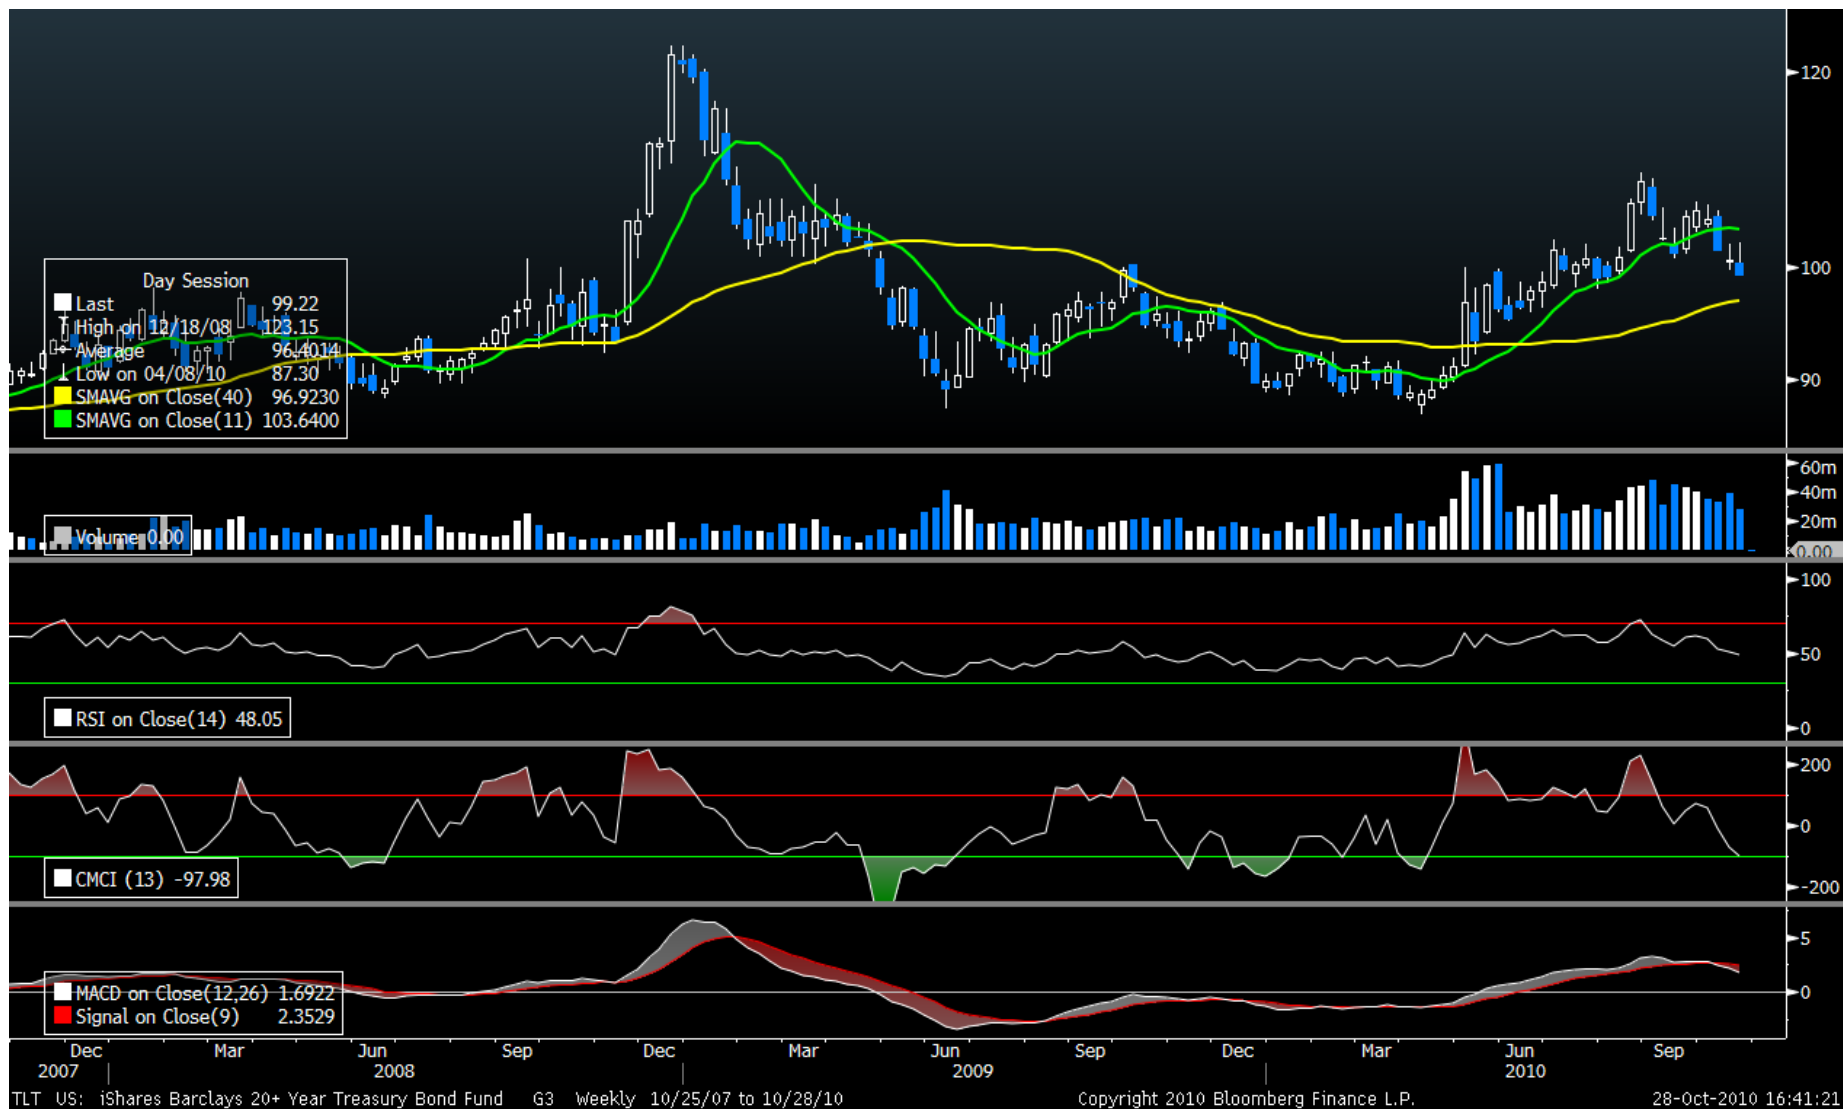 120
100
90
Day Session
Last 99.22
High on 12/18/08 123.15
Average 96.4014
Low on 04/08/10 87.30
SMAVG on Close(40) 96.9230
SMAVG on Close(11) 103.6400
60m
40m
20m
0.00
Volume 0.00
100
50
0
RSI on Close(14) 48.05
200
0
-200
CMCI (13) -97.98
5
0
MACD on Close(12,26) 1.6922
Signal on Close(9) 2.3529
Dec Mar Jun Sep Dec Mar Jun Sep Dec Mar Jun Sep
2007 2008 2009 2010
TLT US: iShares Barclays 20+ Year Treasury Bond Fund G3 Weekly 10/25/07 to 10/28/10 Copyright 2010 Bloomberg Finance L.P. 28-Oct-2010 16:41:21